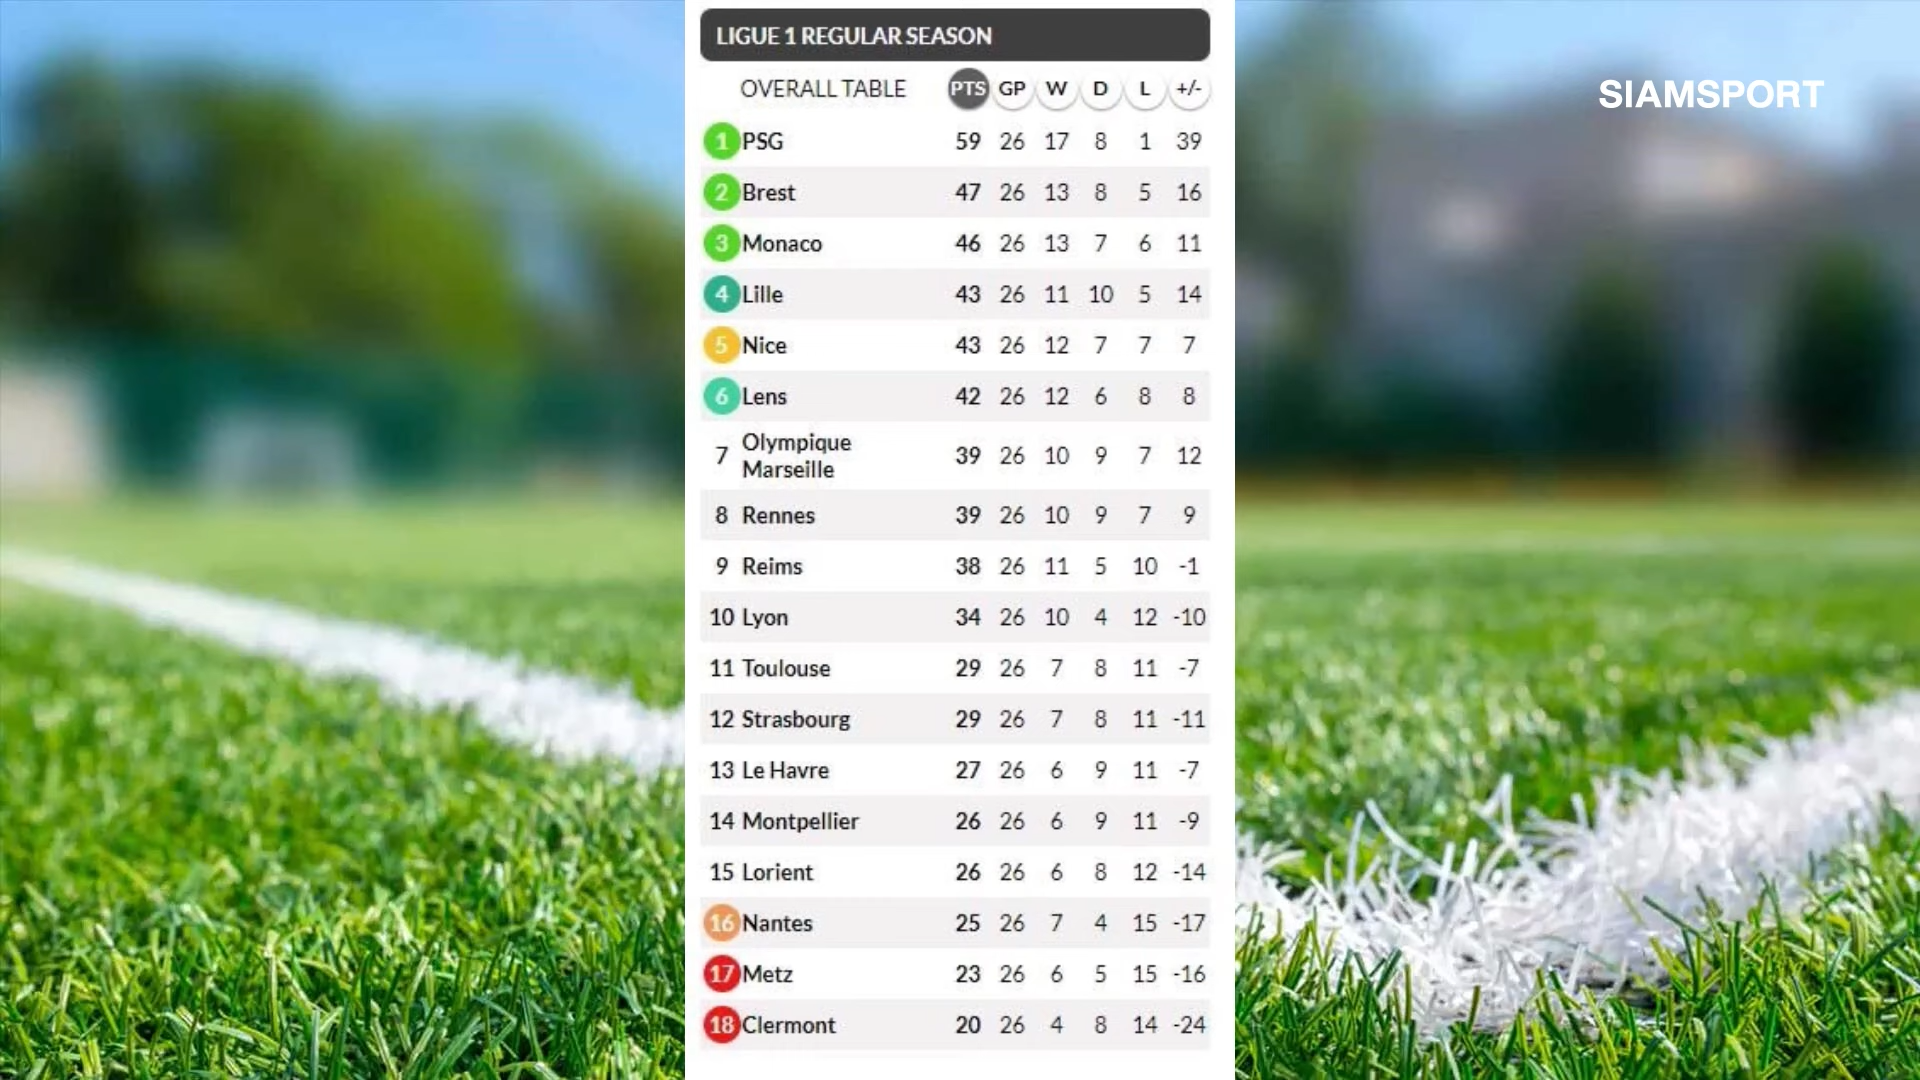 LIGUE 1 REGULAR SEASON
OVERALL TABLE PTS GP W D L +/-
SIAMSPORT
1 PSG 59 26 17 8 1 39
2 Brest 47 26 13 8 5 16
3 Monaco 46 26 13 7 6 11
4 Lille 43 26 11 10 5 14
5 Nice 43 26 12 7 7 7
6 Lens 42 26 12 6 8 8
7 Olympique
Marseille 39 26 10 9 7 12
8 Rennes 39 26 10 9 7 9
9 Reims 38 26 11 5 10 -1
10 Lyon 34 26 10 4 12 -10
11 Toulouse 29 26 7 8 11 -7
12 Strasbourg 29 26 7 8 11 -11
13 Le Havre 27 26 6 9 11 -7
14 Montpellier 26 26 6 9 11 -9
15 Lorient 26 26 6 8 12 -14
16 Nantes 25 26 7 4 15 -17
17 Metz 23 26 6 5 15 -16
18 Clermont 20 26 4 8 14 -24